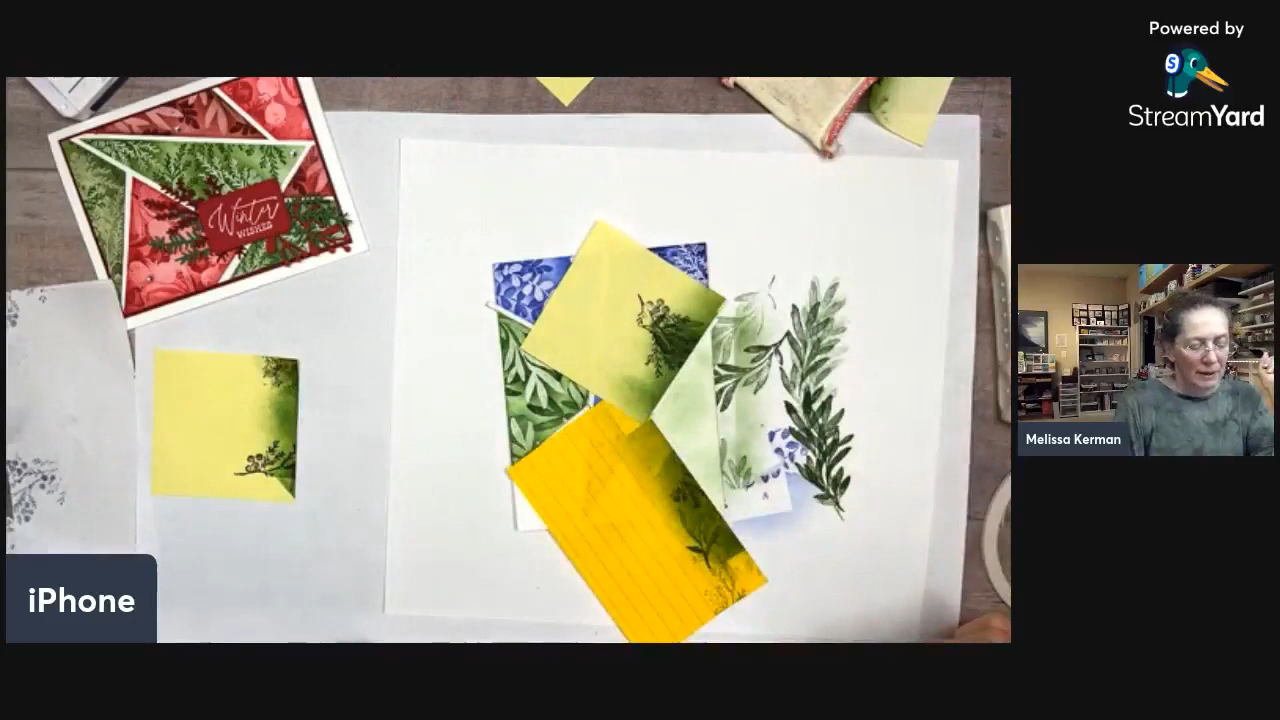 Powered by
S
StreamYard
Winter
WISHES
Melissa Kerman
iPhone